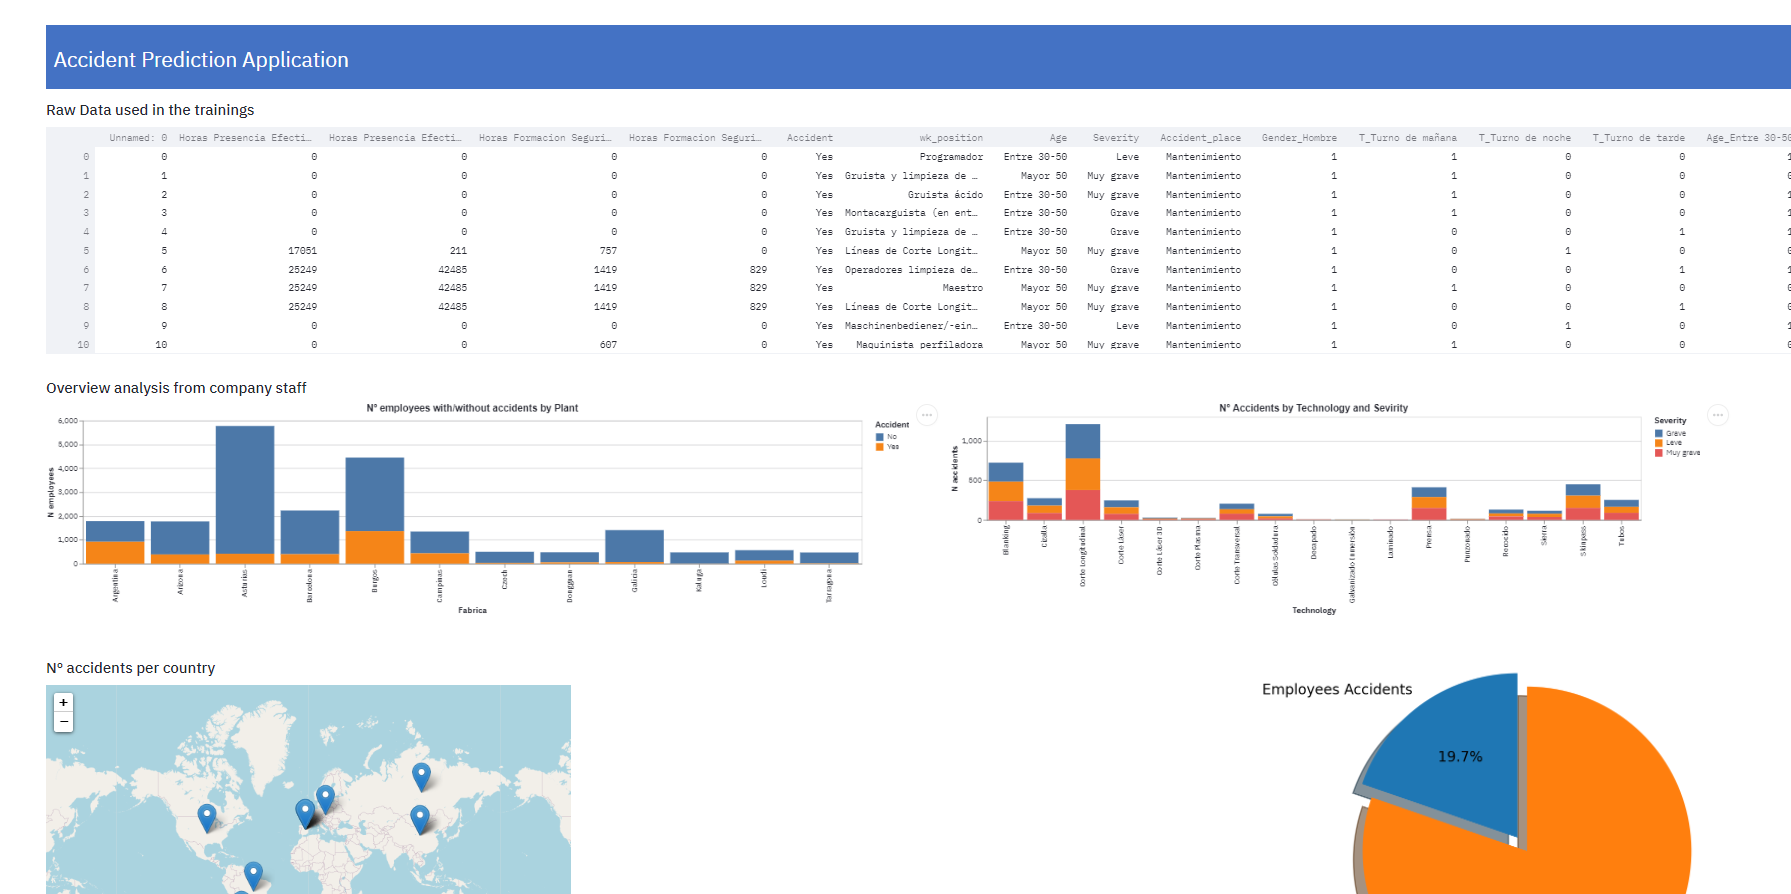 Accident Prediction Application
Raw Data used in the trainings
Unnamed: 0 Horas Presencia Efecti… Horas Presencia Efecti… Horas Formacion Seguri… Horas Formacion Seguri… Accident wk_position Age Severity Accident_place Gender_Hombre T_Turno de mañana T_Turno de noche T_Turno de tarde Age_Entre 30-50
0 0 0 0 0 0 Yes Programador Entre 30-50 Leve Mantenimiento 1 1 0 0 1
1 1 0 0 0 0 Yes Gruista y limpieza de … Mayor 50 Muy grave Mantenimiento 1 1 0 0 0
2 2 0 0 0 0 Yes Gruista ácido Entre 30-50 Muy grave Mantenimiento 1 1 0 0 1
3 3 0 0 0 0 Yes Montacarguista (en ent… Entre 30-50 Grave Mantenimiento 1 1 0 0 1
4 4 0 0 0 0 Yes Gruista y limpieza de … Entre 30-50 Grave Mantenimiento 1 0 0 1 1
5 5 17051 211 757 0 Yes Líneas de Corte Longit… Mayor 50 Muy grave Mantenimiento 1 0 1 0 0
6 6 25249 42485 1419 829 Yes Operadores limpieza de… Entre 30-50 Grave Mantenimiento 1 0 0 1 1
7 7 25249 42485 1419 829 Yes Maestro Mayor 50 Muy grave Mantenimiento 1 1 0 0 0
8 8 25249 42485 1419 829 Yes Líneas de Corte Longit… Mayor 50 Muy grave Mantenimiento 1 0 0 1 0
9 9 0 0 0 0 Yes Maschinenbediener/-ein… Entre 30-50 Leve Mantenimiento 1 0 1 0 1
10 10 0 0 607 0 Yes Maquinista perfiladora Mayor 50 Muy grave Mantenimiento 1 1 0 0 0
Overview analysis from company staff
N° employees with/without accidents by Plant
N employees
6,000
5,000
4,000
3,000
2,000
1,000
0
Argentina
Arizona
Asturias
Barcelona
Burgos
Campinas
Czech
Dongguan
Galicia
Kaluga
Loudi
Tarragona
Fabrica
Accident
No
Yes
N° Accidents by Technology and Sevirity
N accidents
1,000
500
0
Blanking
Cizalla
Corte Longitudinal
Corte Láser
Corte Láser 3D
Corte Plasma
Corte Transversal
Células Soldadura
Decapado
Galvanizado Inmersión
Laminado
Prensa
Punzonado
Recocido
Sierra
Skinpass
Tubos
Technology
Severity
Grave
Leve
Muy grave
N° accidents per country
+
−
Employees Accidents
19.7%